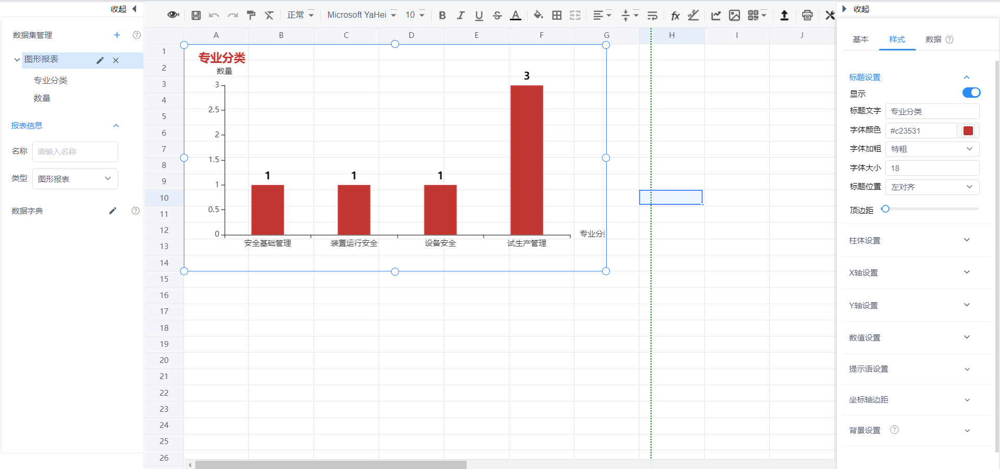 收起
数据集管理
图形报表
专业分类
数量
报表信息
名称 请输入名称
类型 图形报表
数据字典
正常 Microsoft YaHei 10 B I U S A fx
A B C D E F G H I J
1
2
3
4
5
6
7
8
9
10
11
12
13
14
15
16
17
18
19
20
21
22
23
24
25
26
专业分类
数量
3
2.5
2
1.5
1
0.5
0
1 1 1 3
安全基础管理 装置运行安全 设备安全 试生产管理
专业分
收起
基本 样式 数据
标题设置
显示
标题文字 专业分类
字体颜色 #c23531
字体加粗 特粗
字体大小 18
标题位置 左对齐
顶边距
柱体设置
X轴设置
Y轴设置
数值设置
提示语设置
坐标轴边距
背景设置